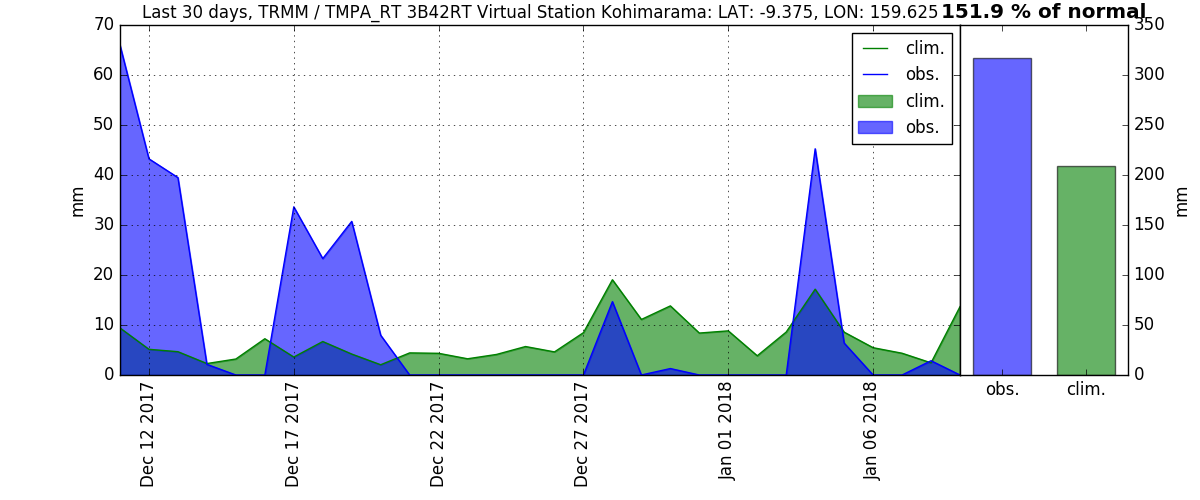 Last 30 days, TRMM / TMPA_RT 3B42RT Virtual Station Kohimarama: LAT: -9.375, LON: 159.625
151.9 % of normal
70
60
50
40
30
20
10
0
mm
clim.
obs.
clim.
obs.
350
300
250
200
150
100
50
0
mm
obs.
clim.
Dec 12 2017
Dec 17 2017
Dec 22 2017
Dec 27 2017
Jan 01 2018
Jan 06 2018